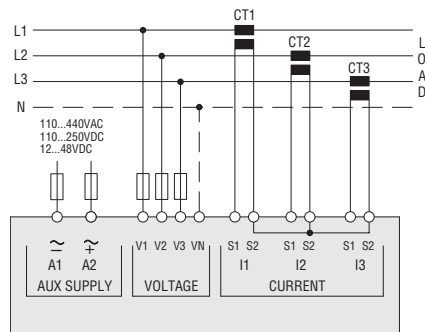 CT1
L1
CT2
L2
CT3
L3
N
LOAD
110...440VAC
110...250VDC
12...48VDC
V1 V2 V3 VN S1 S2 S1 S2 S1 S2
A1 A2 I1 I2 I3
AUX SUPPLY VOLTAGE CURRENT